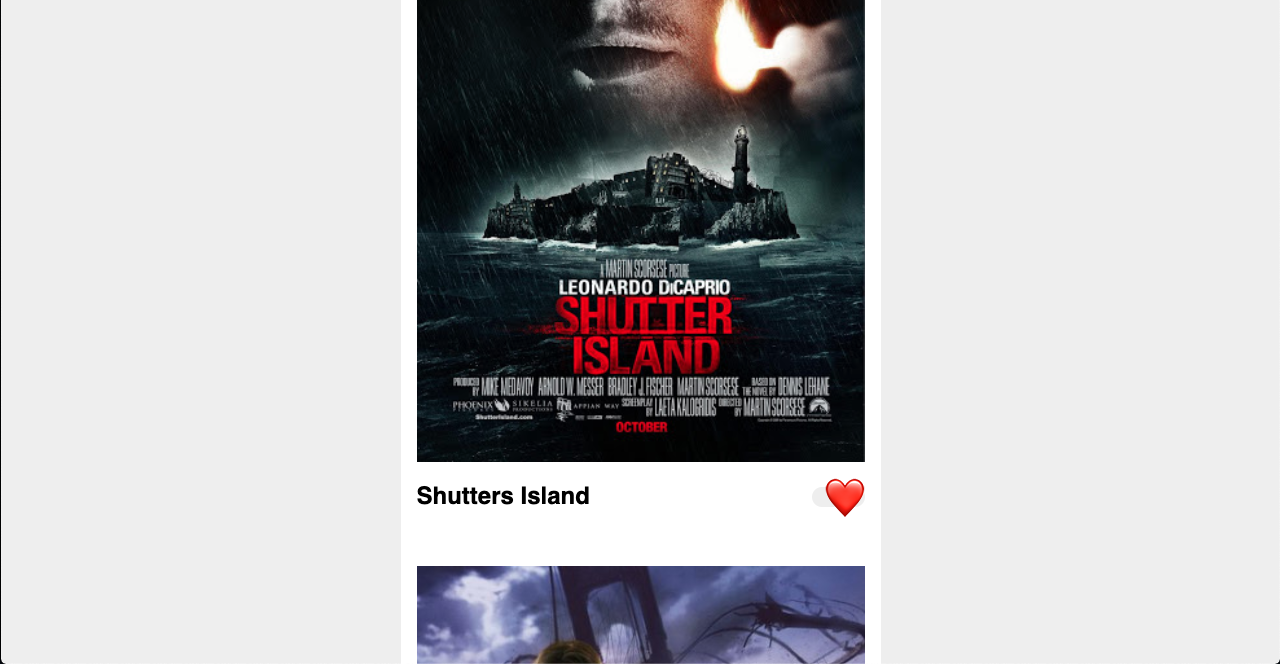 A MARTIN SCORSESE PICTURE
LEONARDO DiCAPRIO
SHUTTER
ISLAND
PRODUCED BY MIKE MEDAVOY ARNOLD W. MESSER BRADLEY J. FISCHER MARTIN SCORSESE BASED ON THE NOVEL BY DENNIS LEHANE
PHOENIX PICTURES SIKELIA PRODUCTIONS APPIAN WAY SCREENPLAY BY LAETA KALOGRIDIS DIRECTED BY MARTIN SCORSESE
ShutterIsland.com
OCTOBER
Shutters Island